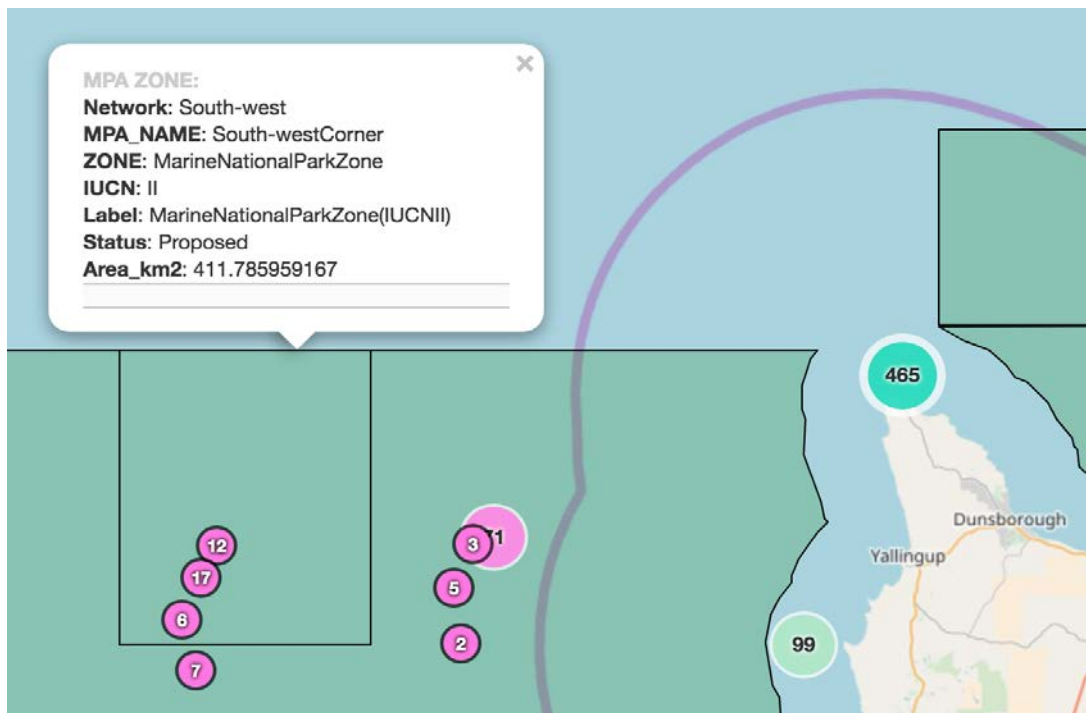 MPA ZONE:
×
Network: South-west
MPA_NAME: South-westCorner
ZONE: MarineNationalParkZone
IUCN: II
Label: MarineNationalParkZone(IUCNII)
Status: Proposed
Area_km2: 411.785959167
465
Dunsborough
Yallingup
12
3
17
5
6
2
99
7